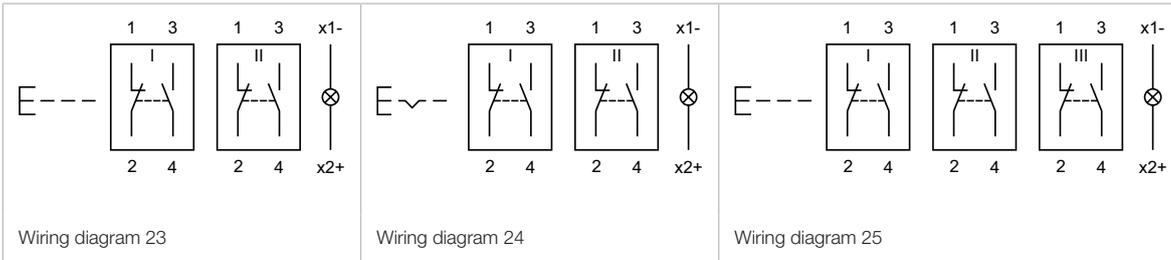 1 3 1 3 x1- 1 3 1 3 x1- 1 3 1 3 1 3 x1-
I II I II I II III
2 4 2 4 x2+ 2 4 2 4 x2+ 2 4 2 4 2 4 x2+
Wiring diagram 23 Wiring diagram 24 Wiring diagram 25